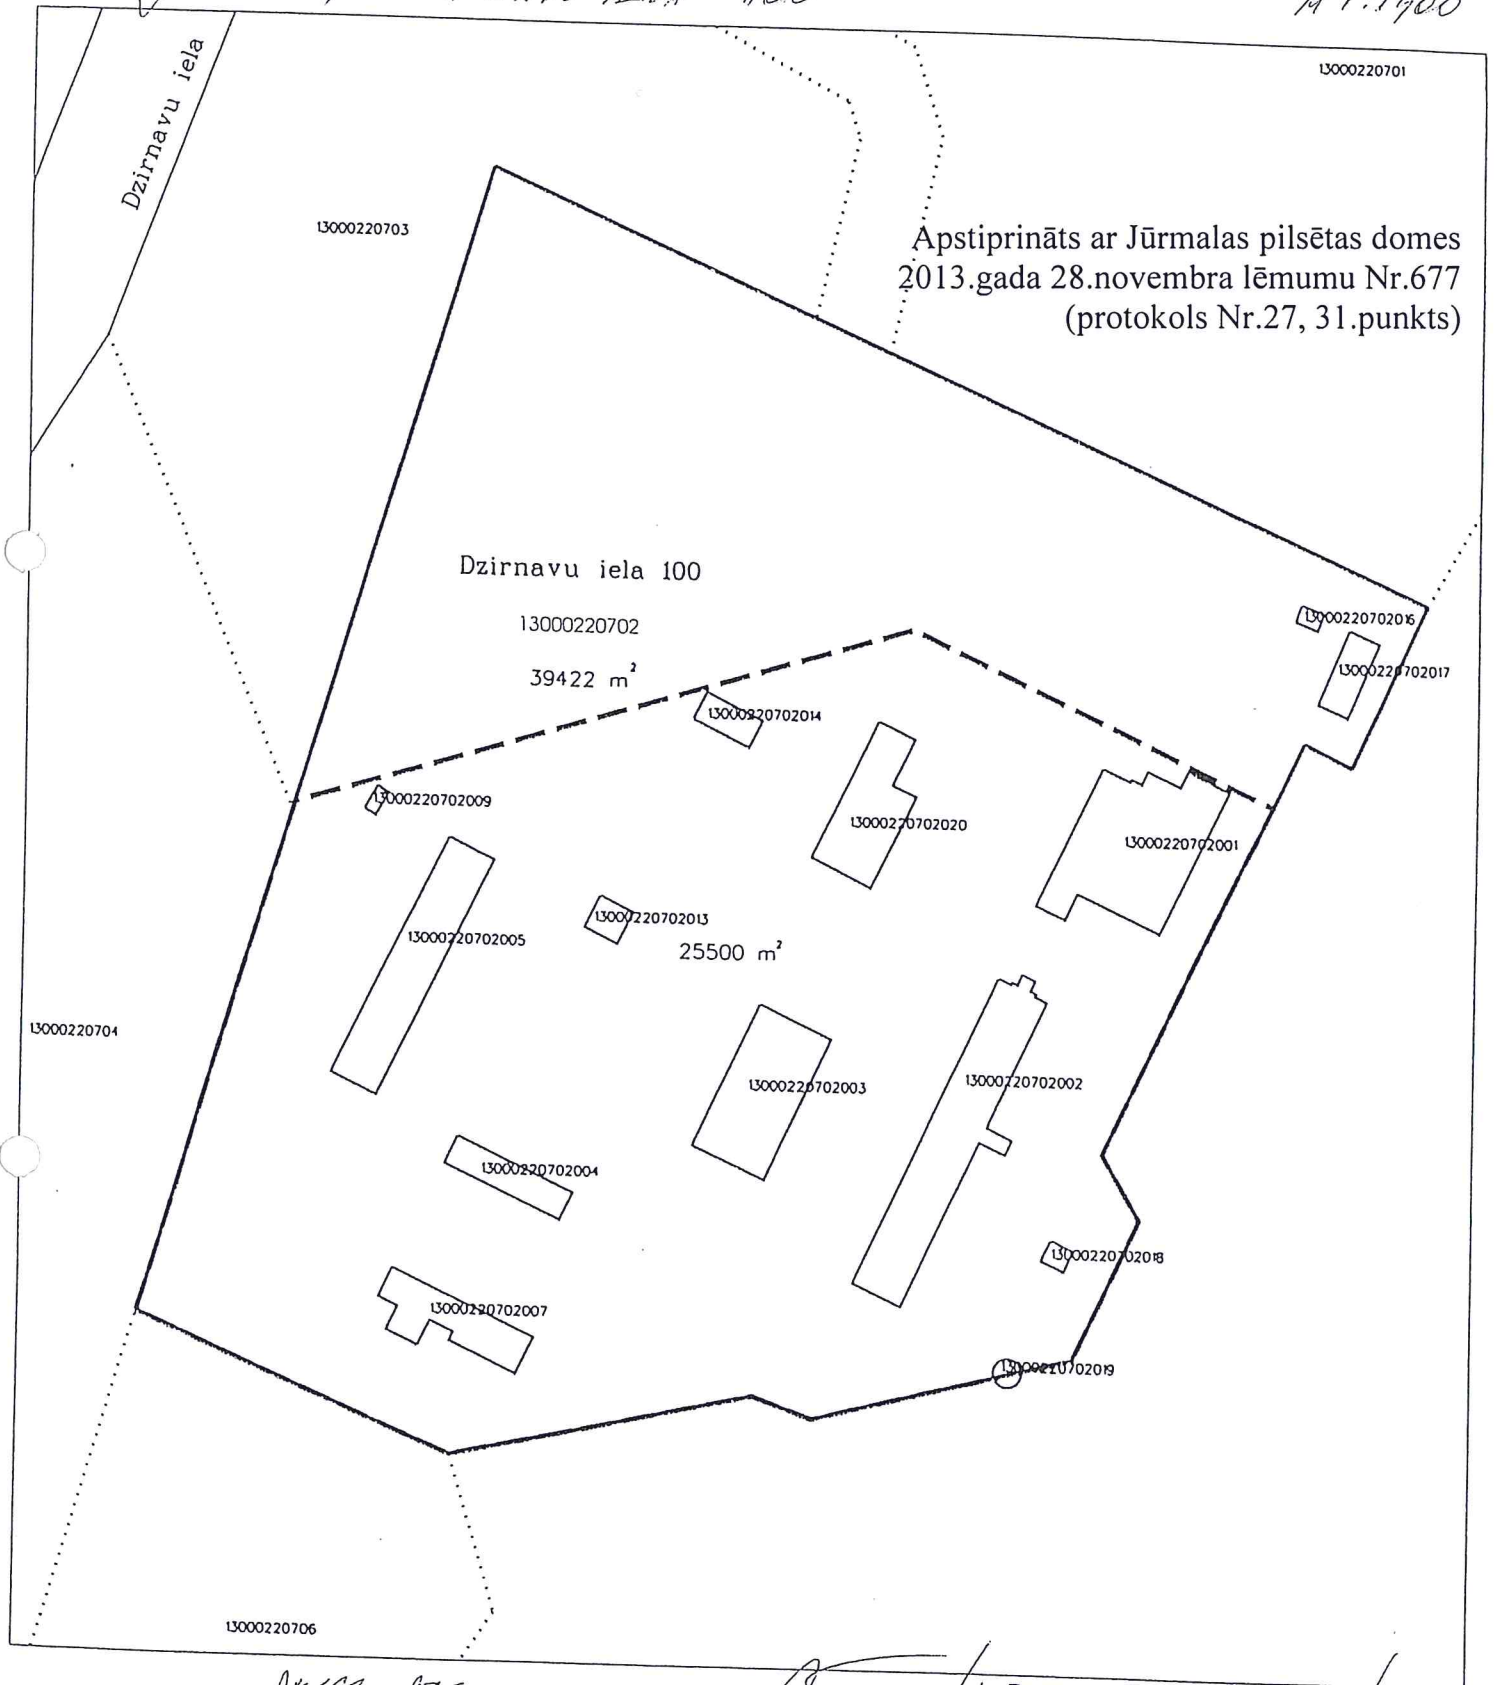 13000220701
Dzirnavu iela
13000220703
Apstiprināts ar Jūrmalas pilsētas domes
2013.gada 28.novembra lēmumu Nr.677
(protokols Nr.27, 31.punkts)
Dzirnavu iela 100
13000220702
39422 m²
13000220702016
13000220702017
13000220702014
13000220702009
13000220702020
13000220702001
13000220702013
13000220702005
25500 m²
13000220704
13000220702003
13000220702002
13000220702004
13000220702018
13000220702007
13000220702019
13000220706